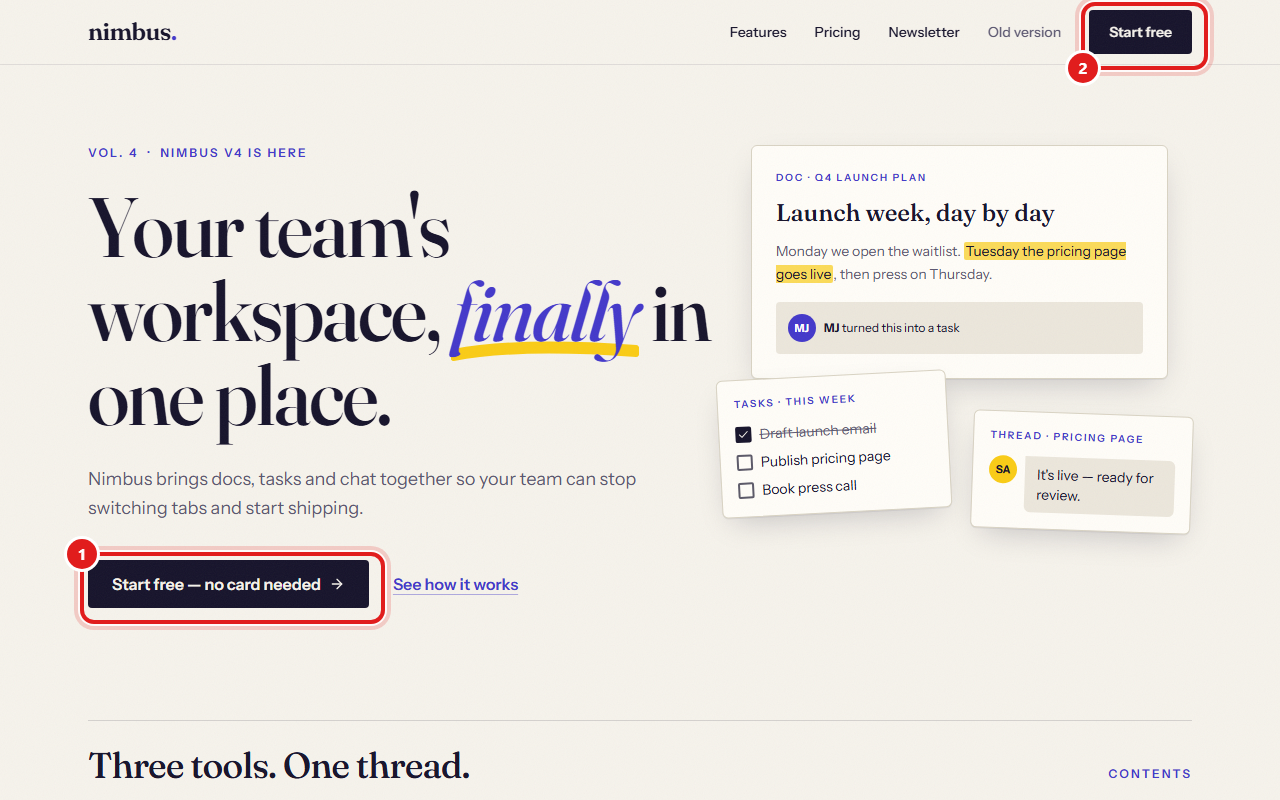 nimbus.
Features
Pricing
Newsletter
Old version
Start free
2
VOL. 4 · NIMBUS V4 IS HERE
Your team's
workspace, finally in
one place.
Nimbus brings docs, tasks and chat together so your team can stop
switching tabs and start shipping.
1
Start free — no card needed →
See how it works
DOC · Q4 LAUNCH PLAN
Launch week, day by day
Monday we open the waitlist. Tuesday the pricing page
goes live, then press on Thursday.
MJ
MJ turned this into a task
TASKS · THIS WEEK
Draft launch email
Publish pricing page
Book press call
THREAD · PRICING PAGE
SA
It's live — ready for
review.
Three tools. One thread.
CONTENTS